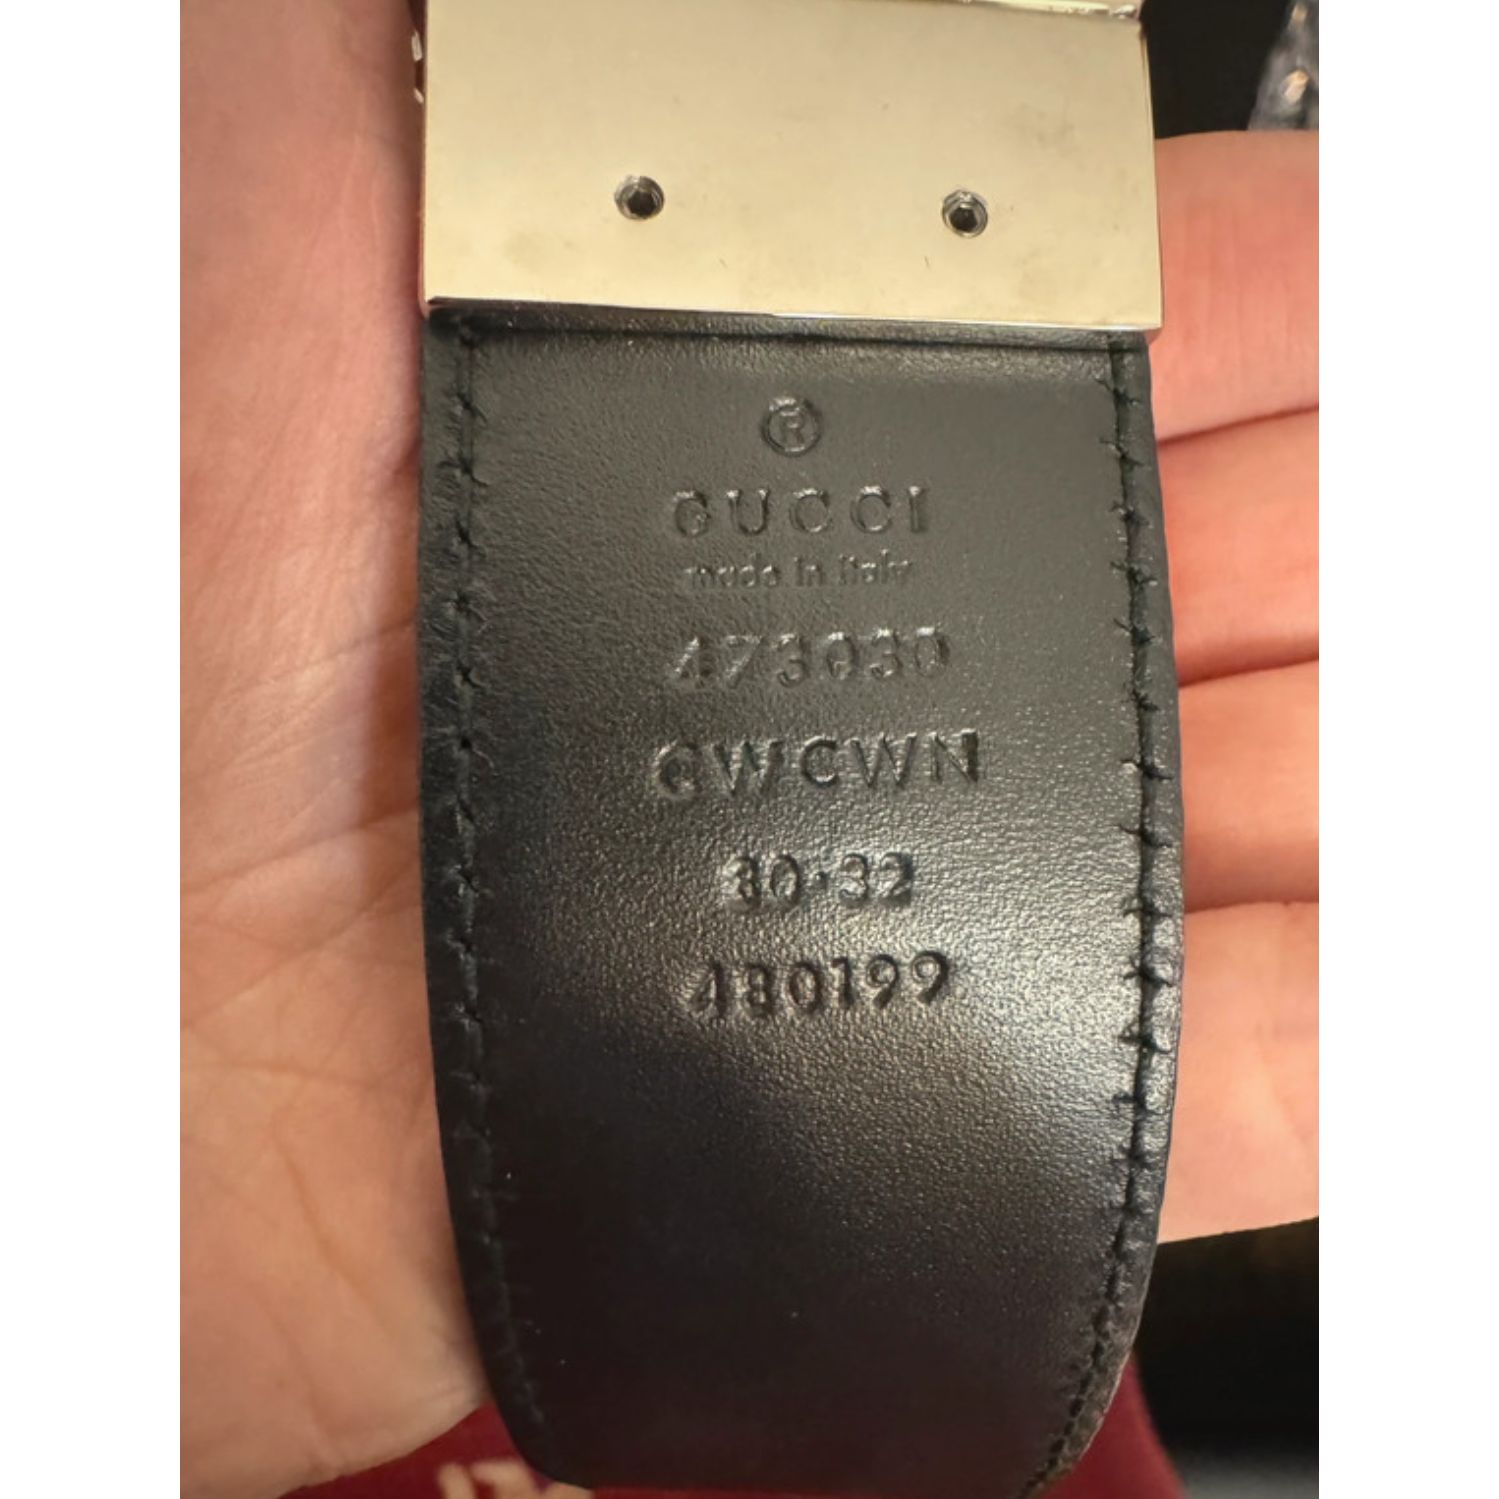 ®
GUCCI
made in Italy
473030
CWCWN
30·32
480199